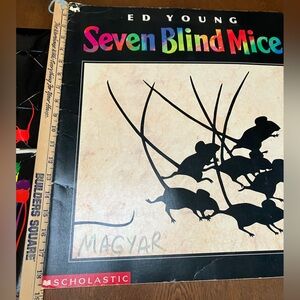 ED YOUNG
Seven Blind Mice
MAGYAR
SCHOLASTIC
BUILDERS SQUARE